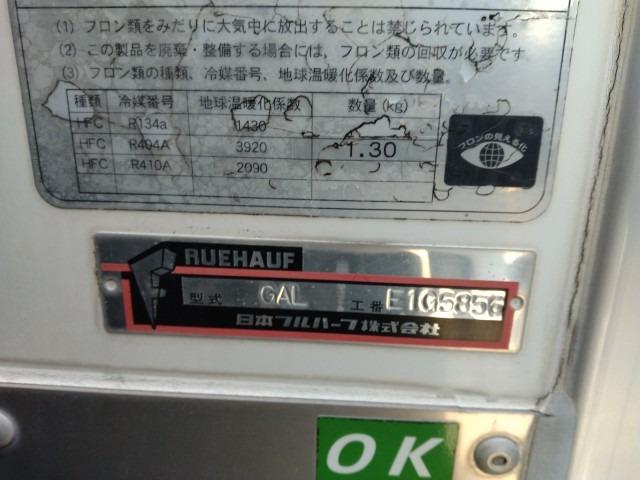 (1) フロン類をみだりに大気中に放出することは禁じられています。
(2) この製品を廃棄・整備する場合には、フロン類の回収が必要です
(3) フロン類の種類、冷媒番号、地球温暖化係数及び数量。
種類 冷媒番号 地球温暖化係数 数量(kg)
HFC R134a 1430
HFC R404A 3920 1.30
HFC R410A 2090
フロンの見える化
RUEHAUF
型式 GAL 工番 E105856
日本フルハーフ株式会社
OK